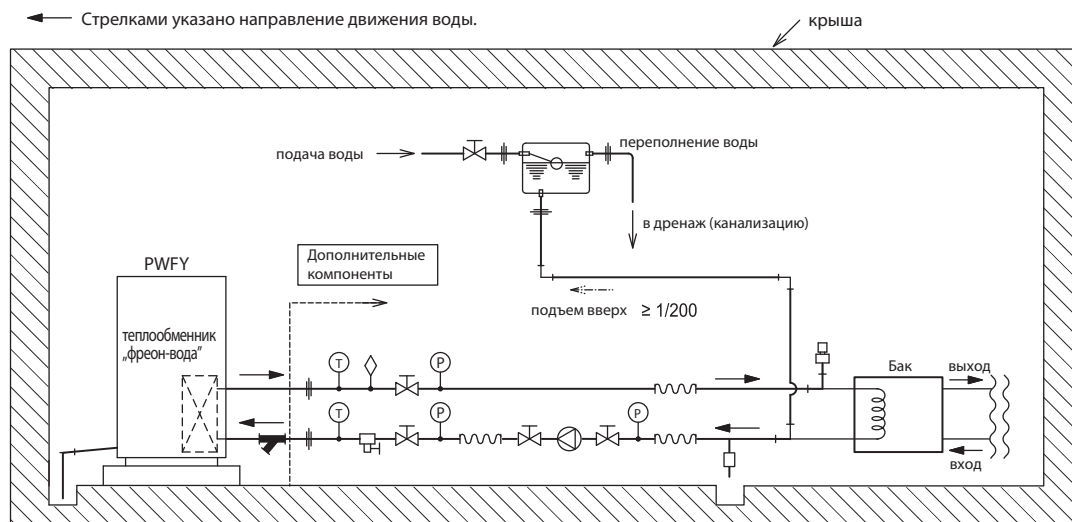 Стрелками указано направление движения воды.
крыша
подача воды
переполнение воды
в дренаж (канализацию)
Дополнительные
компоненты
PWFY
подъем вверх ≥ 1/200
теплообменник
„фреон-вода"
T
P
Бак
выход
T
P
P
вход